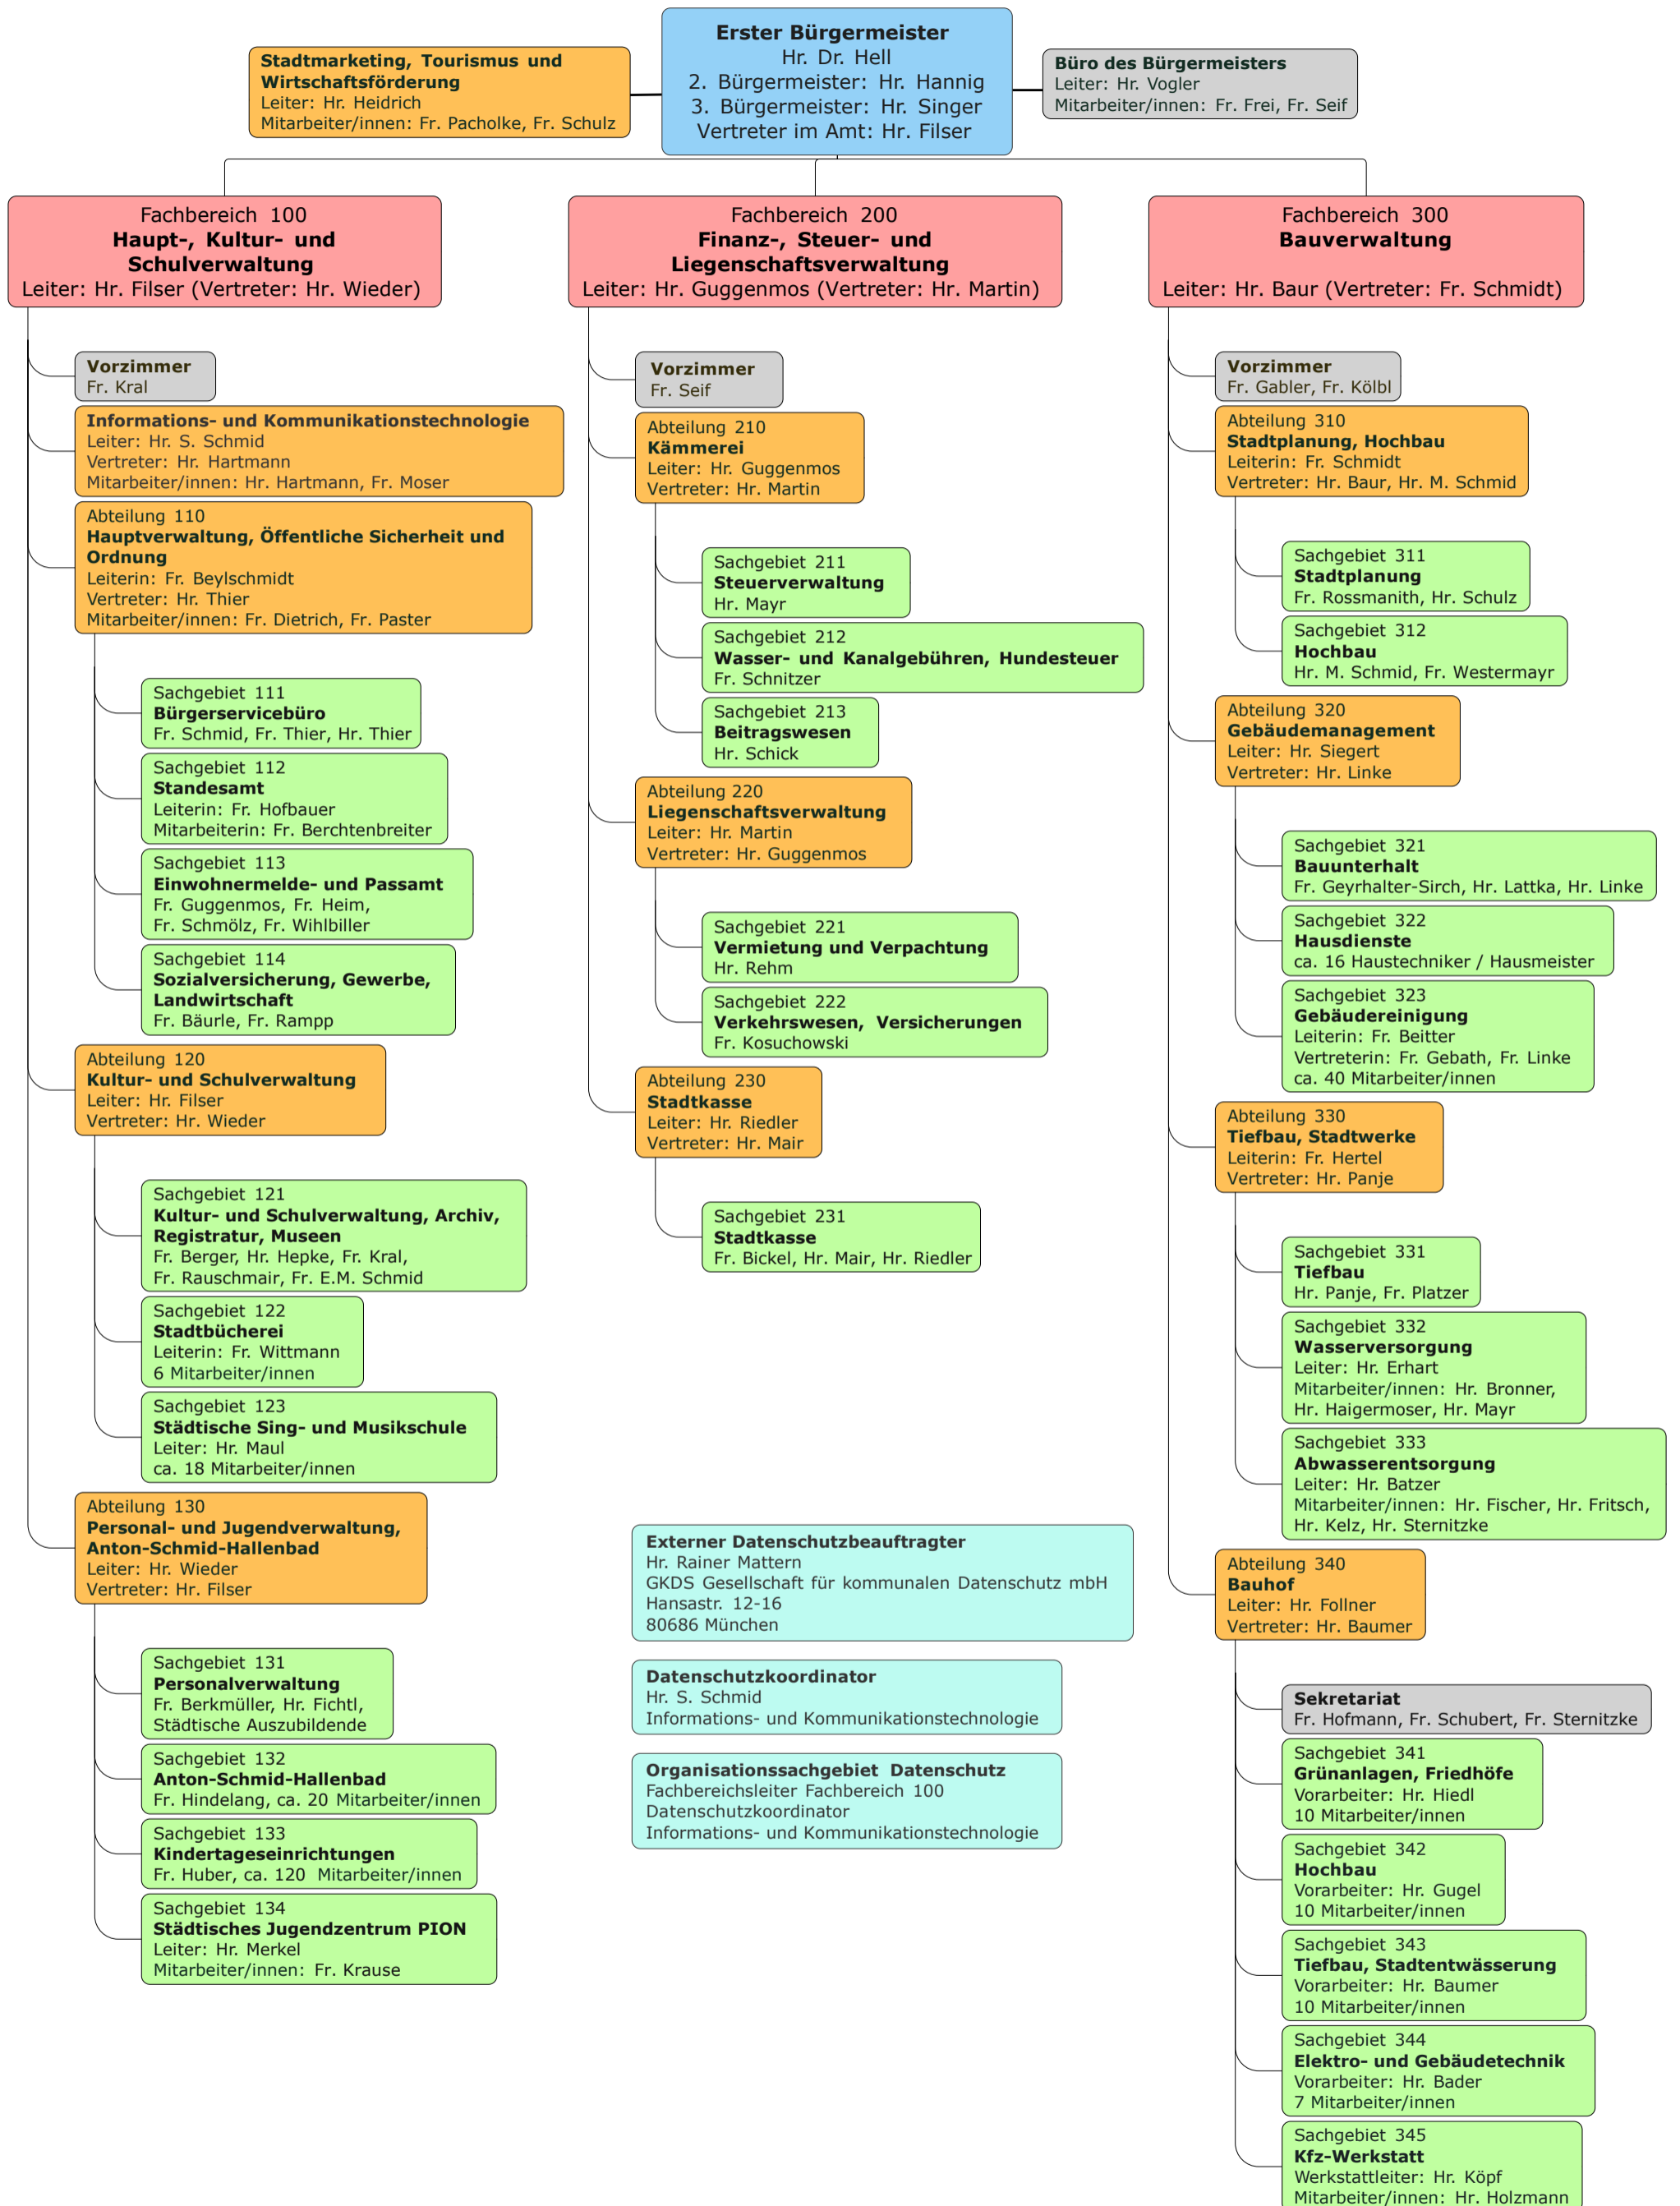 Erster Bürgermeister
Hr. Dr. Hell
2. Bürgermeister: Hr. Hannig
3. Bürgermeister: Hr. Singer
Vertreter im Amt: Hr. Filser
Stadtmarketing, Tourismus und
Wirtschaftsförderung
Leiter: Hr. Heidrich
Mitarbeiter/innen: Fr. Pacholke, Fr. Schulz
Büro des Bürgermeisters
Leiter: Hr. Vogler
Mitarbeiter/innen: Fr. Frei, Fr. Seif
Fachbereich 100
Haupt-, Kultur- und
Schulverwaltung
Leiter: Hr. Filser (Vertreter: Hr. Wieder)
Vorzimmer
Fr. Kral
Informations- und Kommunikationstechnologie
Leiter: Hr. S. Schmid
Vertreter: Hr. Hartmann
Mitarbeiter/innen: Hr. Hartmann, Fr. Moser
Abteilung 110
Hauptverwaltung, Öffentliche Sicherheit und
Ordnung
Leiterin: Fr. Beylschmidt
Vertreter: Hr. Thier
Mitarbeiter/innen: Fr. Dietrich, Fr. Paster
Sachgebiet 111
Bürgerservicebüro
Fr. Schmid, Fr. Thier, Hr. Thier
Sachgebiet 112
Standesamt
Leiterin: Fr. Hofbauer
Mitarbeiterin: Fr. Berchtenbreiter
Sachgebiet 113
Einwohnermelde- und Passamt
Fr. Guggenmos, Fr. Heim,
Fr. Schmölz, Fr. Wihlbiller
Sachgebiet 114
Sozialversicherung, Gewerbe,
Landwirtschaft
Fr. Bäurle, Fr. Rampp
Abteilung 120
Kultur- und Schulverwaltung
Leiter: Hr. Filser
Vertreter: Hr. Wieder
Sachgebiet 121
Kultur- und Schulverwaltung, Archiv,
Registratur, Museen
Fr. Berger, Hr. Hepke, Fr. Kral,
Fr. Rauschmair, Fr. E.M. Schmid
Sachgebiet 122
Stadtbücherei
Leiterin: Fr. Wittmann
6 Mitarbeiter/innen
Sachgebiet 123
Städtische Sing- und Musikschule
Leiter: Hr. Maul
ca. 18 Mitarbeiter/innen
Abteilung 130
Personal- und Jugendverwaltung,
Anton-Schmid-Hallenbad
Leiter: Hr. Wieder
Vertreter: Hr. Filser
Sachgebiet 131
Personalverwaltung
Fr. Berkmüller, Hr. Fichtl,
Städtische Auszubildende
Sachgebiet 132
Anton-Schmid-Hallenbad
Fr. Hindelang, ca. 20 Mitarbeiter/innen
Sachgebiet 133
Kindertageseinrichtungen
Fr. Huber, ca. 120 Mitarbeiter/innen
Sachgebiet 134
Städtisches Jugendzentrum PION
Leiter: Hr. Merkel
Mitarbeiter/innen: Fr. Krause
Fachbereich 200
Finanz-, Steuer- und
Liegenschaftsverwaltung
Leiter: Hr. Guggenmos (Vertreter: Hr. Martin)
Vorzimmer
Fr. Seif
Abteilung 210
Kämmerei
Leiter: Hr. Guggenmos
Vertreter: Hr. Martin
Sachgebiet 211
Steuerverwaltung
Hr. Mayr
Sachgebiet 212
Wasser- und Kanalgebühren, Hundesteuer
Fr. Schnitzer
Sachgebiet 213
Beitragswesen
Hr. Schick
Abteilung 220
Liegenschaftsverwaltung
Leiter: Hr. Martin
Vertreter: Hr. Guggenmos
Sachgebiet 221
Vermietung und Verpachtung
Hr. Rehm
Sachgebiet 222
Verkehrswesen, Versicherungen
Fr. Kosuchowski
Abteilung 230
Stadtkasse
Leiter: Hr. Riedler
Vertreter: Hr. Mair
Sachgebiet 231
Stadtkasse
Fr. Bickel, Hr. Mair, Hr. Riedler
Externer Datenschutzbeauftragter
Hr. Rainer Mattern
GKDS Gesellschaft für kommunalen Datenschutz mbH
Hansastr. 12-16
80686 München
Datenschutzkoordinator
Hr. S. Schmid
Informations- und Kommunikationstechnologie
Organisationssachgebiet Datenschutz
Fachbereichsleiter Fachbereich 100
Datenschutzkoordinator
Informations- und Kommunikationstechnologie
Fachbereich 300
Bauverwaltung
Leiter: Hr. Baur (Vertreter: Fr. Schmidt)
Vorzimmer
Fr. Gabler, Fr. Kölbl
Abteilung 310
Stadtplanung, Hochbau
Leiterin: Fr. Schmidt
Vertreter: Hr. Baur, Hr. M. Schmid
Sachgebiet 311
Stadtplanung
Fr. Rossmanith, Hr. Schulz
Sachgebiet 312
Hochbau
Hr. M. Schmid, Fr. Westermayr
Abteilung 320
Gebäudemanagement
Leiter: Hr. Siegert
Vertreter: Hr. Linke
Sachgebiet 321
Bauunterhalt
Fr. Geyrhalter-Sirch, Hr. Lattka, Hr. Linke
Sachgebiet 322
Hausdienste
ca. 16 Haustechniker / Hausmeister
Sachgebiet 323
Gebäudereinigung
Leiterin: Fr. Beitter
Vertreterin: Fr. Gebath, Fr. Linke
ca. 40 Mitarbeiter/innen
Abteilung 330
Tiefbau, Stadtwerke
Leiterin: Fr. Hertel
Vertreter: Hr. Panje
Sachgebiet 331
Tiefbau
Hr. Panje, Fr. Platzer
Sachgebiet 332
Wasserversorgung
Leiter: Hr. Erhart
Mitarbeiter/innen: Hr. Bronner,
Hr. Haigermoser, Hr. Mayr
Sachgebiet 333
Abwasserentsorgung
Leiter: Hr. Batzer
Mitarbeiter/innen: Hr. Fischer, Hr. Fritsch,
Hr. Kelz, Hr. Sternitzke
Abteilung 340
Bauhof
Leiter: Hr. Follner
Vertreter: Hr. Baumer
Sekretariat
Fr. Hofmann, Fr. Schubert, Fr. Sternitzke
Sachgebiet 341
Grünanlagen, Friedhöfe
Vorarbeiter: Hr. Hiedl
10 Mitarbeiter/innen
Sachgebiet 342
Hochbau
Vorarbeiter: Hr. Gugel
10 Mitarbeiter/innen
Sachgebiet 343
Tiefbau, Stadtentwässerung
Vorarbeiter: Hr. Baumer
10 Mitarbeiter/innen
Sachgebiet 344
Elektro- und Gebäudetechnik
Vorarbeiter: Hr. Bader
7 Mitarbeiter/innen
Sachgebiet 345
Kfz-Werkstatt
Werkstattleiter: Hr. Köpf
Mitarbeiter/innen: Hr. Holzmann